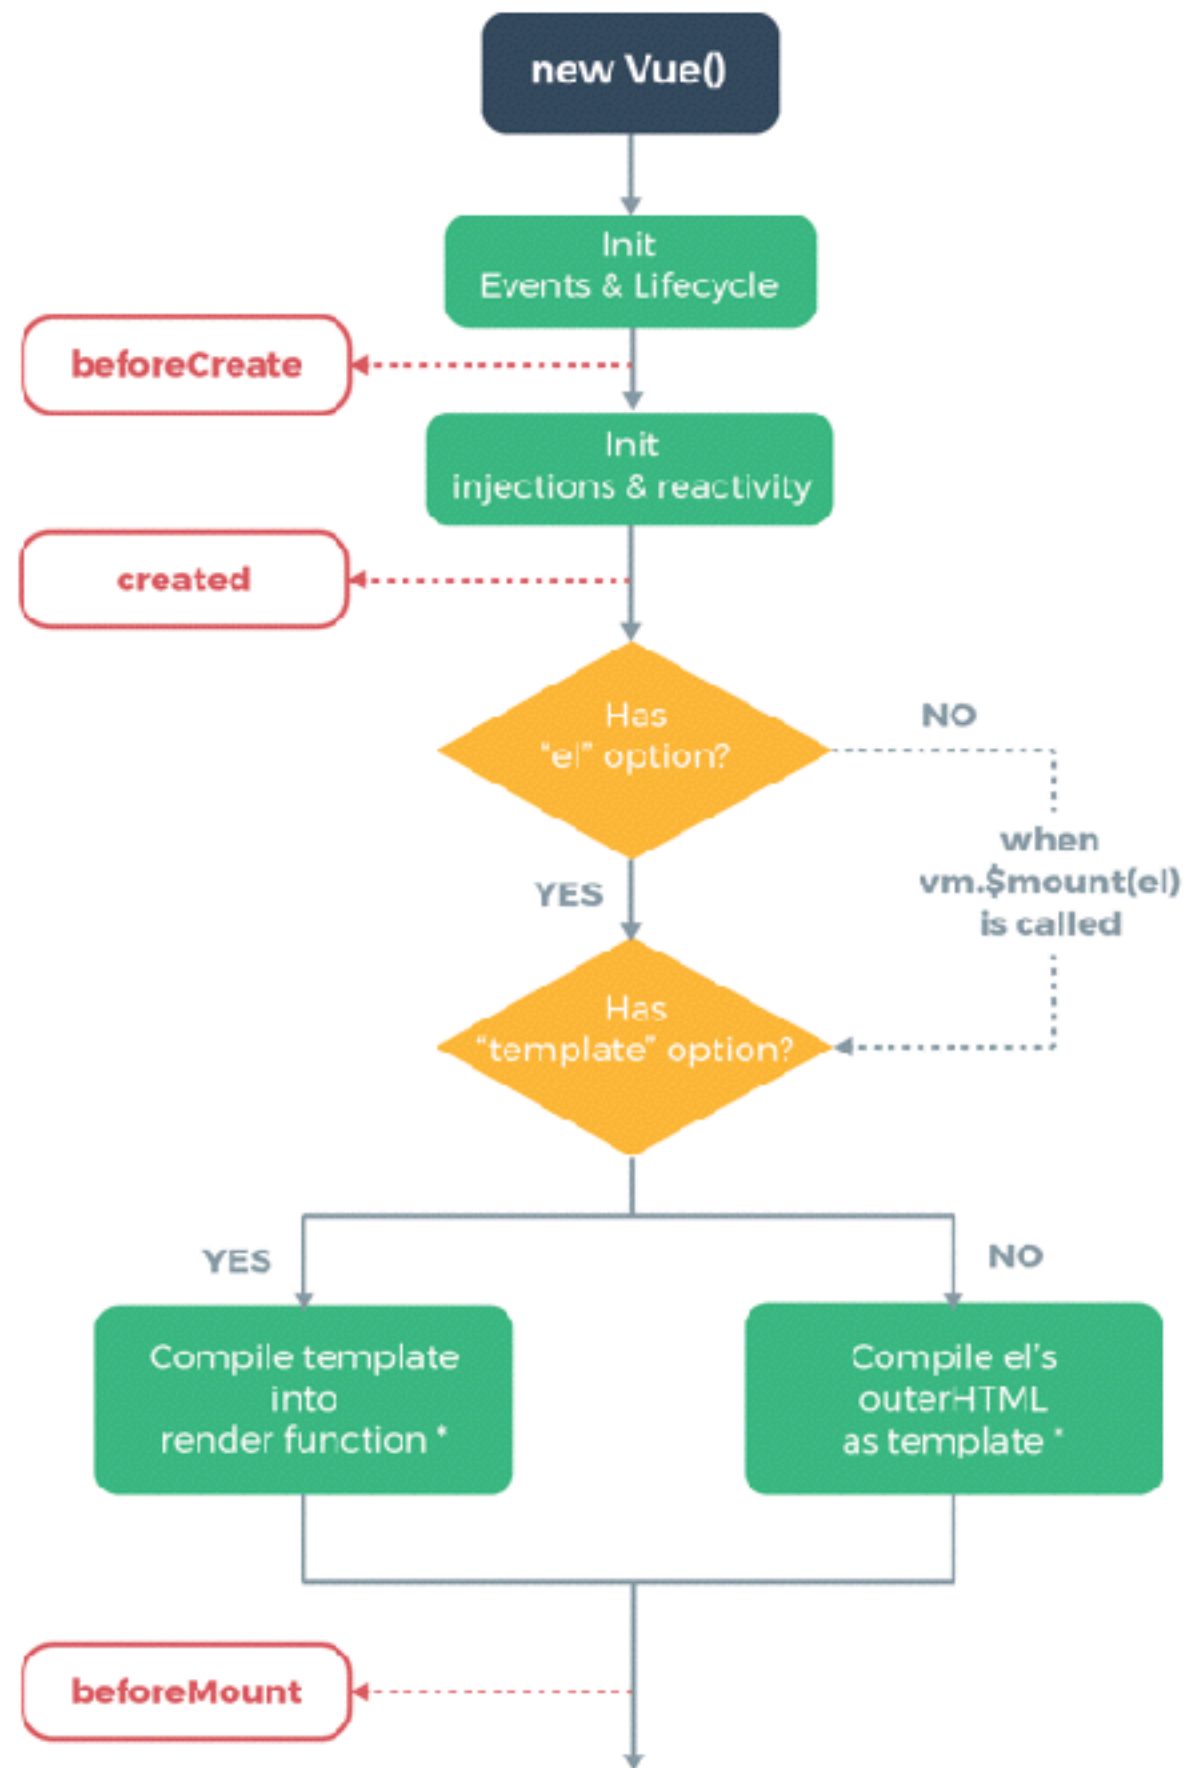 new Vue()
Init
Events & Lifecycle
beforeCreate
Init
injections & reactivity
created
Has
“el” option?
NO
when
vm.$mount(el)
is called
YES
Has
“template” option?
YES
NO
Compile template
into
render function *
Compile el’s
outerHTML
as template *
beforeMount